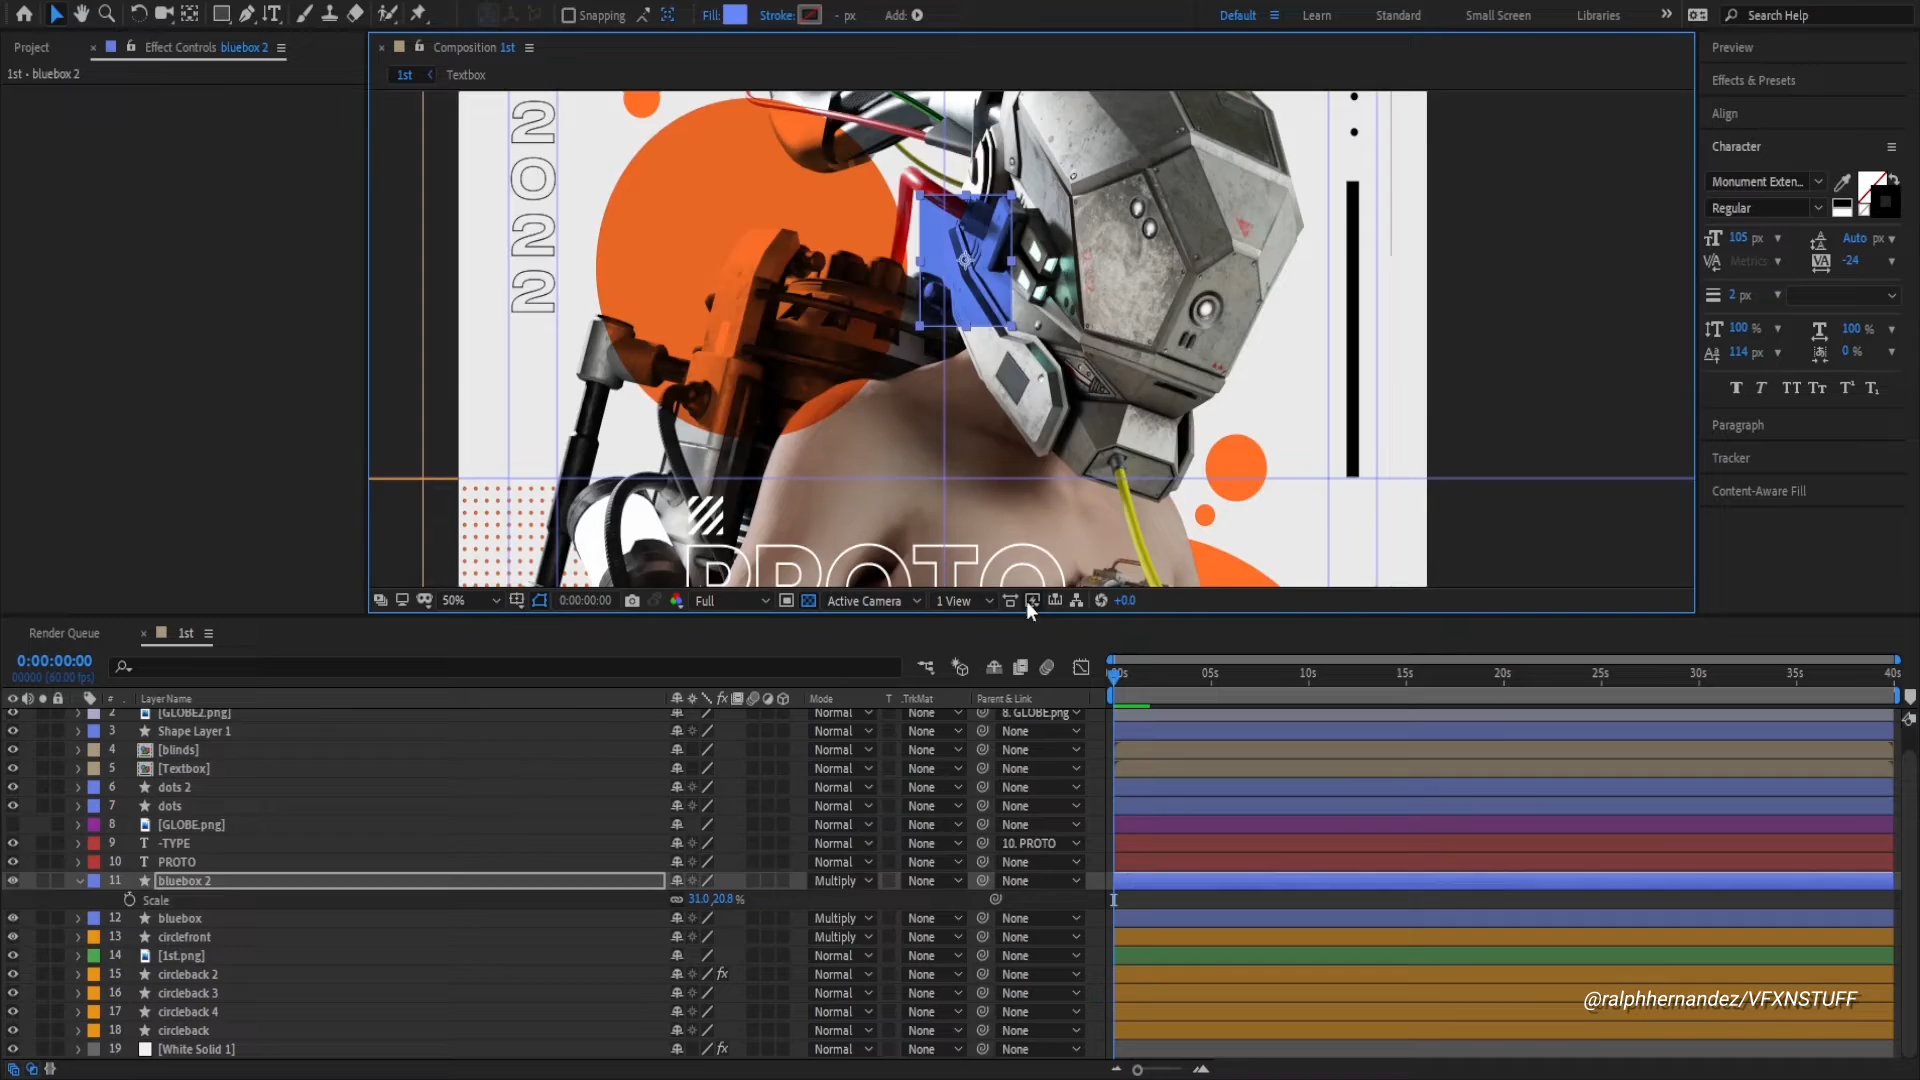 Snapping
Fill:
Stroke:
- px
Add:
Default
Learn
Standard
Small Screen
Libraries
Search Help
Project
Effect Controls bluebox 2
1st • bluebox 2
Composition 1st
1st
Textbox
2022
PROTO
50%
0:00:00:00
Full
Active Camera
1 View
+0.0
Preview
Effects & Presets
Align
Character
Monument Exten...
Regular
105 px
Auto px
Metrics
-24
2 px
100 %
100 %
114 px
0 %
Paragraph
Tracker
Content-Aware Fill
Render Queue
1st
0:00:00:00
00000 (60.00 fps)
00s 05s 10s 15s 20s 25s 30s 35s 40s
# Layer Name Mode T .TrkMat Parent & Link
2 [GLOBE2.png] Normal None 8. GLOBE.png
3 Shape Layer 1 Normal None None
4 [blinds] Normal None None
5 [Textbox] Normal None None
6 dots 2 Normal None None
7 dots Normal None None
8 [GLOBE.png] Normal None None
9 T -TYPE Normal None 10. PROTO
10 T PROTO Normal None None
11 bluebox 2 Multiply None None
Scale 31.0,20.8 %
12 bluebox Multiply None None
13 circlefront Multiply None None
14 [1st.png] Normal None None
15 circleback 2 fx Normal None None
16 circleback 3 Normal None None
17 circleback 4 Normal None None
18 circleback Normal None None
19 [White Solid 1] fx Normal None None
@ralphhernandez/VFXNSTUFF